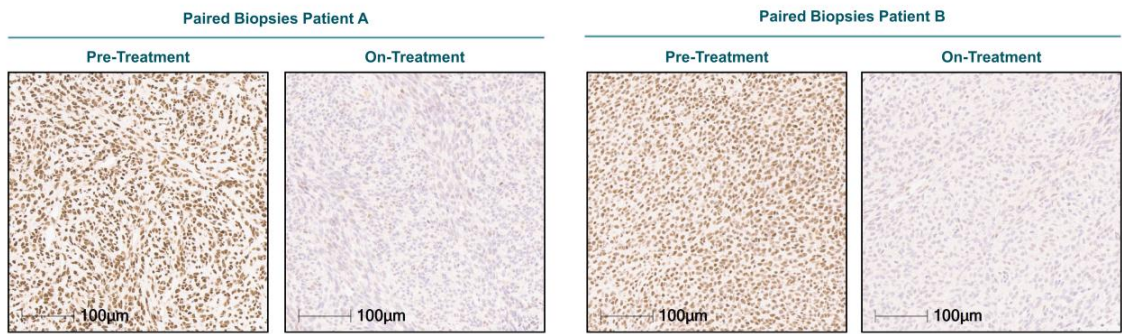 Paired Biopsies Patient A
Pre-Treatment
On-Treatment
100µm
100µm
Paired Biopsies Patient B
Pre-Treatment
On-Treatment
100µm
100µm